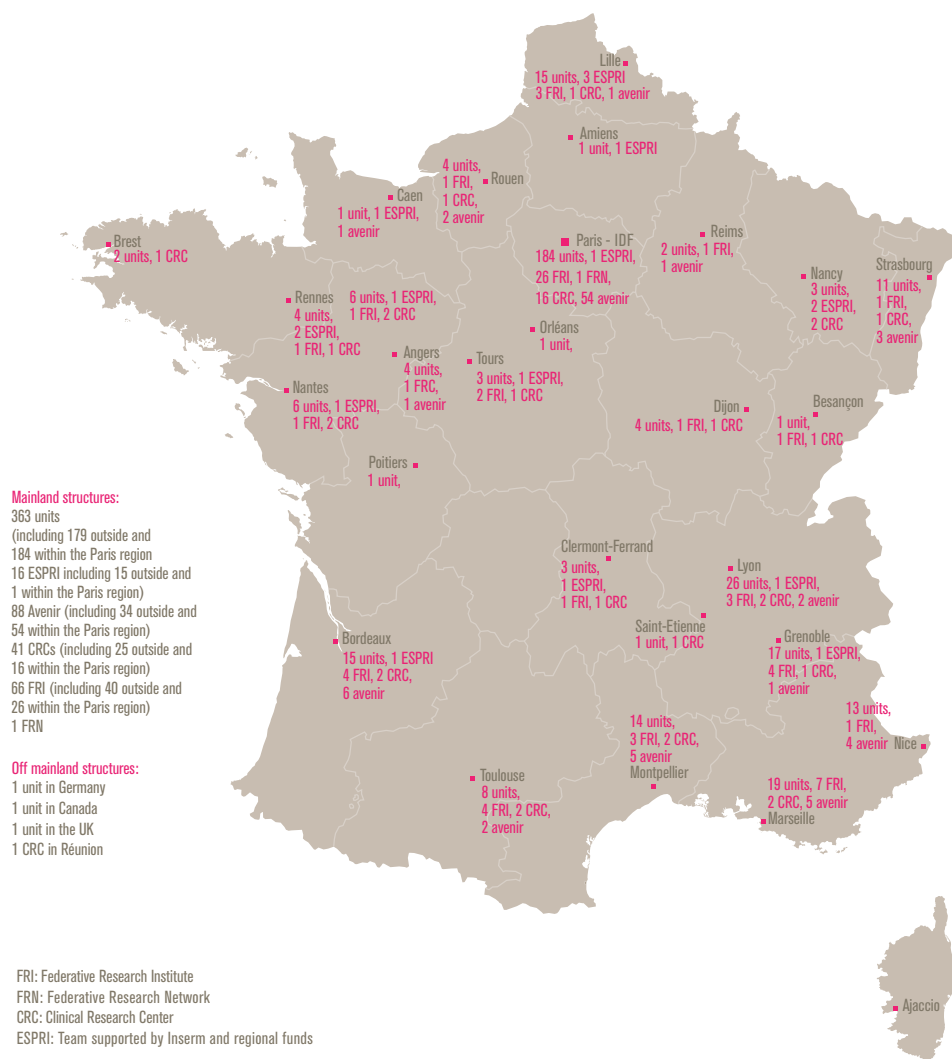 Lille
15 units, 3 ESPRI
3 FRI, 1 CRC, 1 avenir
Amiens
1 unit, 1 ESPRI
4 units,
1 FRI,
1 CRC,
2 avenir
Rouen
Caen
1 unit, 1 ESPRI,
1 avenir
Brest
2 units, 1 CRC
Paris - IDF
184 units, 1 ESPRI,
26 FRI, 1 FRN,
16 CRC, 54 avenir
Reims
2 units, 1 FRI,
1 avenir
Nancy
3 units,
2 ESPRI,
2 CRC
Strasbourg
11 units,
1 FRI,
1 CRC,
3 avenir
Rennes
4 units,
2 ESPRI,
1 FRI, 1 CRC
6 units, 1 ESPRI,
1 FRI, 2 CRC
Orléans
1 unit,
Angers
4 units,
1 FRC,
1 avenir
Tours
3 units, 1 ESPRI,
2 FRI, 1 CRC
Nantes
6 units, 1 ESPRI,
1 FRI, 2 CRC
Dijon
4 units, 1 FRI, 1 CRC
Besançon
1 unit,
1 FRI, 1 CRC
Poitiers
1 unit,
Mainland structures:
363 units
(including 179 outside and
184 within the Paris region
16 ESPRI including 15 outside and
1 within the Paris region)
88 Avenir (including 34 outside and
54 within the Paris region)
41 CRCs (including 25 outside and
16 within the Paris region)
66 FRI (including 40 outside and
26 within the Paris region)
1 FRN
Off mainland structures:
1 unit in Germany
1 unit in Canada
1 unit in the UK
1 CRC in Réunion
Clermont-Ferrand
3 units,
1 ESPRI,
1 FRI, 1 CRC
Lyon
26 units, 1 ESPRI,
3 FRI, 2 CRC, 2 avenir
Saint-Etienne
1 unit, 1 CRC
Grenoble
17 units, 1 ESPRI,
4 FRI, 1 CRC,
1 avenir
Bordeaux
15 units, 1 ESPRI
4 FRI, 2 CRC,
6 avenir
13 units,
1 FRI,
4 avenir
Nice
14 units,
3 FRI, 2 CRC,
5 avenir
Montpellier
Toulouse
8 units,
4 FRI, 2 CRC,
2 avenir
19 units, 7 FRI,
2 CRC, 5 avenir
Marseille
Ajaccio
FRI: Federative Research Institute
FRN: Federative Research Network
CRC: Clinical Research Center
ESPRI: Team supported by Inserm and regional funds